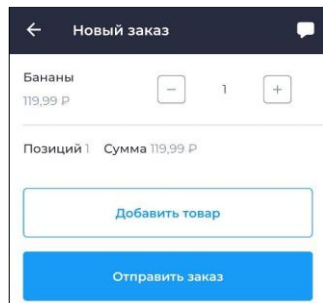 Новый заказ
Бананы
119,99 ₽
− 1 +
Позиций 1 Сумма 119,99 ₽
Добавить товар
Отправить заказ